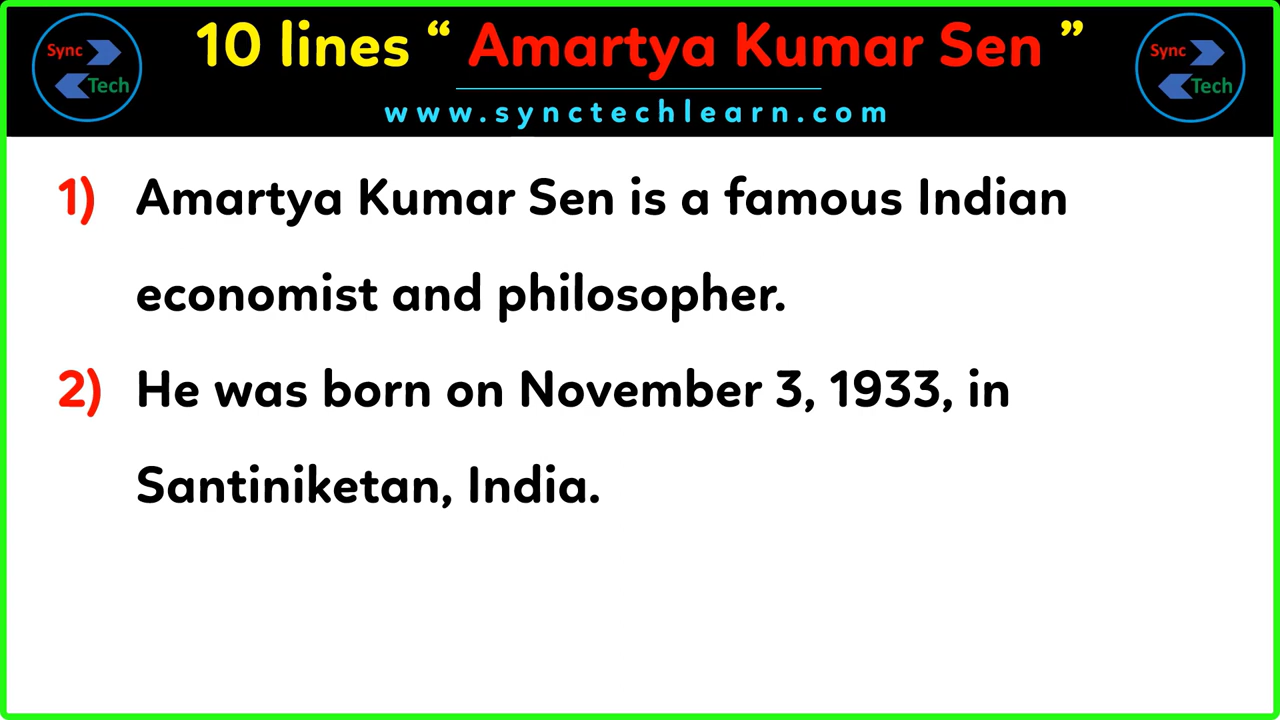 Sync
Tech
10 lines “ Amartya Kumar Sen ”
www.synctechlearn.com
Sync
Tech
1) Amartya Kumar Sen is a famous Indian
economist and philosopher.
2) He was born on November 3, 1933, in
Santiniketan, India.